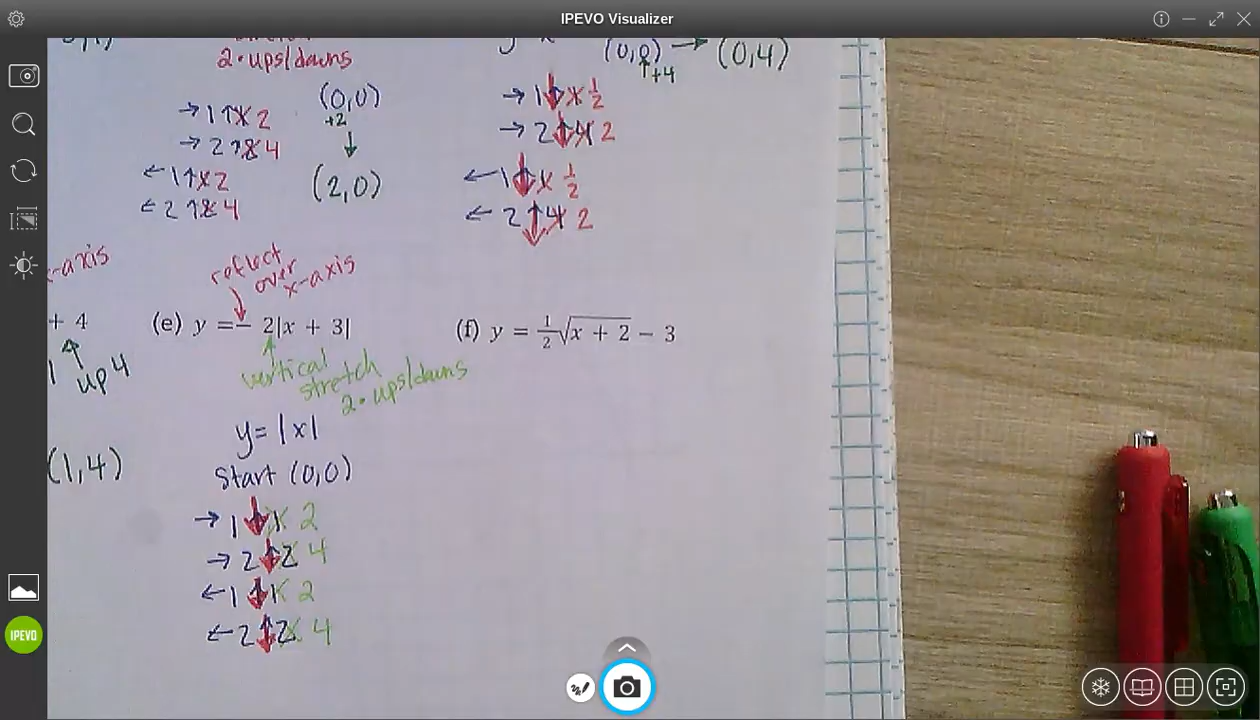 IPEVO Visualizer
2·ups/downs
(0,0) → (0,4)
↑+4
→ 1↑X 2
→ 2↑8 4
← 1↑X 2
← 2↑8 4
(0,0)
+2
↓
(2,0)
→ 1 ↓ X 1/2
→ 2 ↓ 4 2
← 1 ↓ X 1/2
← 2 ↓ 4 2
x-axis
+ 4
↑
up 4
(1,4)
reflect
over
x-axis
(e) y =− 2|x + 3|
vertical
stretch
2·ups/downs
y= |x|
Start (0,0)
→ 1 ↓ 1 2
→ 2 ↓ 2 4
← 1 ↓ 1 2
← 2 ↓ 2 4
(f) y = 1/2 √x + 2 − 3
IPEVO